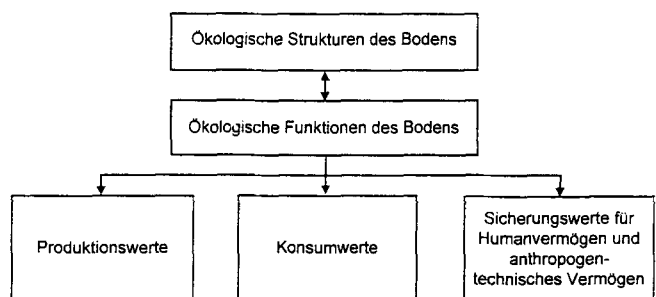 Ökologische Strukturen des Bodens
Ökologische Funktionen des Bodens
Produktionswerte
Konsumwerte
Sicherungswerte für
Humanvermögen und
anthropogen-
technisches Vermögen